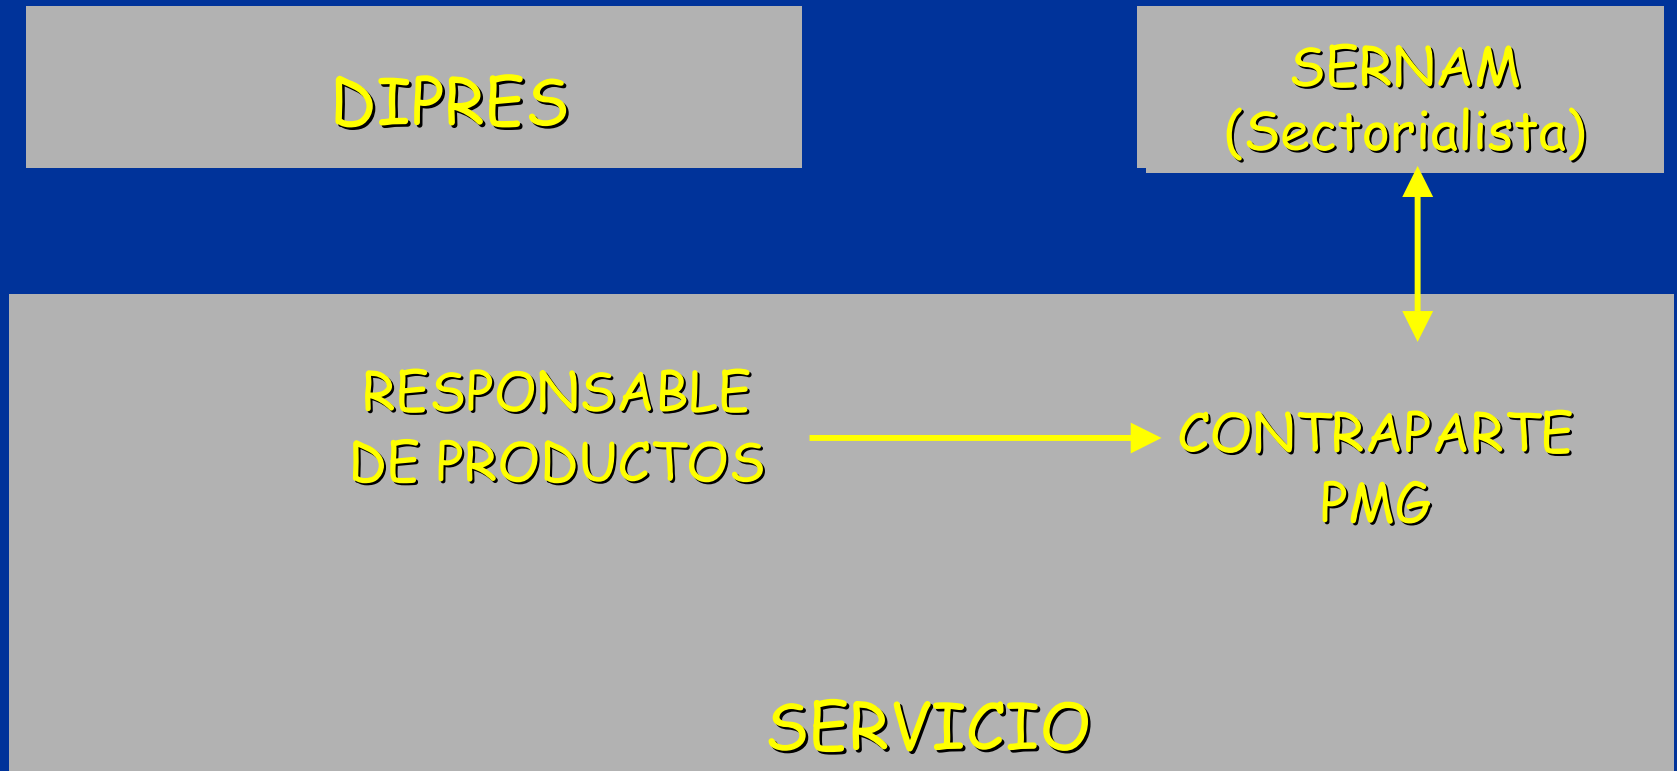 DIPRES
SERNAM
(Sectorialista)
RESPONSABLE
DE PRODUCTOS
CONTRAPARTE
PMG
SERVICIO